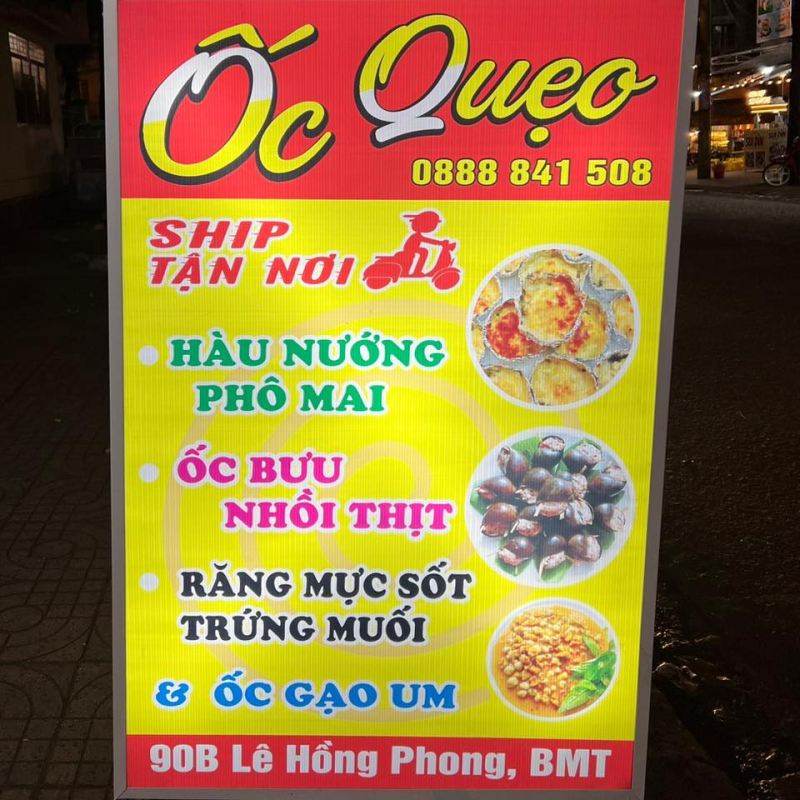 Ốc Quẹo
0888 841 508
SHIP
TẬN NƠI
HÀU NƯỚNG
PHÔ MAI
ỐC BƯU
NHỒI THỊT
RĂNG MỰC SỐT
TRỨNG MUỐI
& ỐC GẠO UM
90B Lê Hồng Phong, BMT